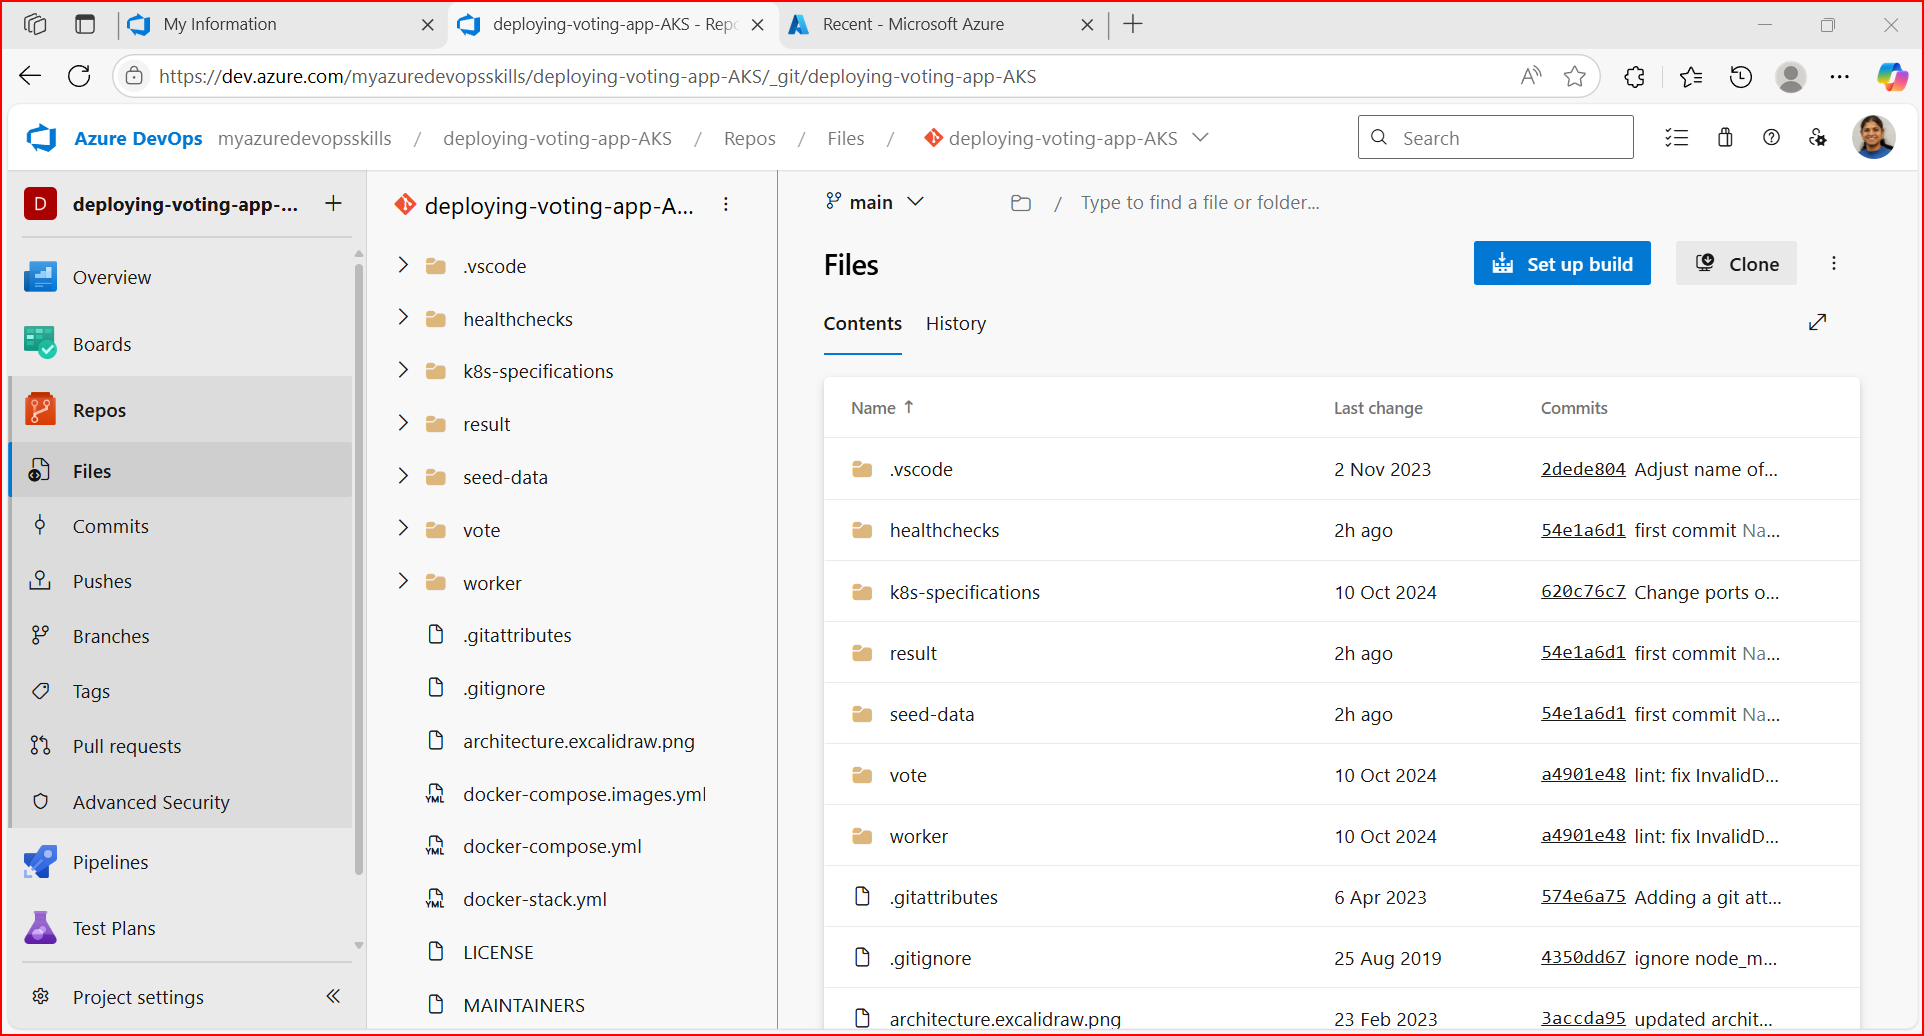 My Information
deploying-voting-app-AKS - Repo
Recent - Microsoft Azure
https://dev.azure.com/myazuredevopsskills/deploying-voting-app-AKS/_git/deploying-voting-app-AKS
Azure DevOps myazuredevopsskills / deploying-voting-app-AKS / Repos / Files / deploying-voting-app-AKS
Search
D deploying-voting-app-...
Overview
Boards
Repos
Files
Commits
Pushes
Branches
Tags
Pull requests
Advanced Security
Pipelines
Test Plans
Project settings
deploying-voting-app-A...
.vscode
healthchecks
k8s-specifications
result
seed-data
vote
worker
.gitattributes
.gitignore
architecture.excalidraw.png
YML docker-compose.images.yml
YML docker-compose.yml
YML docker-stack.yml
LICENSE
MAINTAINERS
main / Type to find a file or folder...
Files
Set up build
Clone
Contents History
Name Last change Commits
.vscode 2 Nov 2023 2dede804 Adjust name of...
healthchecks 2h ago 54e1a6d1 first commit Na...
k8s-specifications 10 Oct 2024 620c76c7 Change ports o...
result 2h ago 54e1a6d1 first commit Na...
seed-data 2h ago 54e1a6d1 first commit Na...
vote 10 Oct 2024 a4901e48 lint: fix InvalidD...
worker 10 Oct 2024 a4901e48 lint: fix InvalidD...
.gitattributes 6 Apr 2023 574e6a75 Adding a git att...
.gitignore 25 Aug 2019 4350dd67 ignore node_m...
architecture.excalidraw.png 23 Feb 2023 3accda95 updated archit...